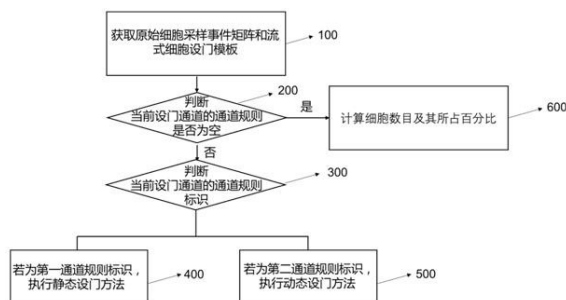 获取原始细胞采样事件矩阵和流
式细胞设门模板
100
判断
当前设门通道的通道规则
是否为空
200
是
计算细胞数目及其所占百分比
600
否
判断
当前设门通道的通道规则
标识
300
若为第一通道规则标识，
执行静态设门方法
400
若为第二通道规则标识，
执行动态设门方法
500